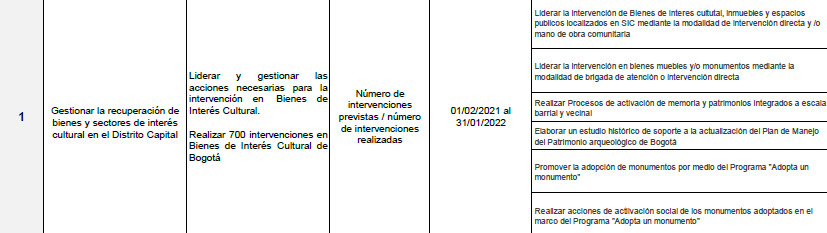 1
Gestionar la recuperación de
bienes y sectores de interés
cultural en el Distrito Capital
Liderar y gestionar las
acciones necesarias para la
intervención en Bienes de
Interés Cultural.
Realizar 700 intervenciones en
Bienes de Interés Cultural de
Bogotá
Número de
intervenciones
previstas / número
de intervenciones
realizadas
01/02/2021 al
31/01/2022
Liderar la intervención de Bienes de interes cultutal, inmuebles y espacios
publicos localizados en SIC mediante la modalidad de intervención directa y /o
mano de obra comunitaria
Liderar la intervención en bienes muebles y/o monumentos mediante la
modalidad de brigada de atención o intervención directa
Realizar Procesos de activación de memoria y patrimonios integrados a escala
barrial y vecinal
Elaborar un estudio histórico de soporte a la actualización del Plan de Manejo
del Patrimonio arqueológico de Bogotá
Promover la adopción de monumentos por medio del Programa "Adopta un
monumento"
Realizar acciones de activación social de los monumentos adoptados en el
marco del Programa "Adopta un monumento"